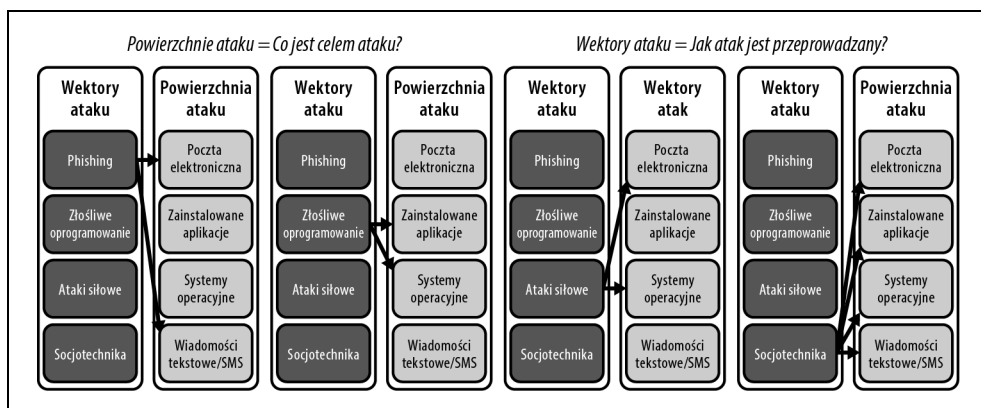 Powierzchnie ataku = Co jest celem ataku?
Wektory ataku = Jak atak jest przeprowadzany?
Wektory
ataku
Phishing
Złośliwe
oprogramowanie
Ataki siłowe
Socjotechnika
Powierzchnia
ataku
Poczta
elektroniczna
Zainstalowane
aplikacje
Systemy
operacyjne
Wiadomości
tekstowe/SMS
Wektory
ataku
Phishing
Złośliwe
oprogramowanie
Ataki siłowe
Socjotechnika
Powierzchnia
ataku
Poczta
elektroniczna
Zainstalowane
aplikacje
Systemy
operacyjne
Wiadomości
tekstowe/SMS
Wektory
ataku
Phishing
Złośliwe
oprogramowanie
Ataki siłowe
Socjotechnika
Wektory
atak
Poczta
elektroniczna
Zainstalowane
aplikacje
Systemy
operacyjne
Wiadomości
tekstowe/SMS
Wektory
ataku
Phishing
Złośliwe
oprogramowanie
Ataki siłowe
Socjotechnika
Powierzchnia
ataku
Poczta
elektroniczna
Zainstalowane
aplikacje
Systemy
operacyjne
Wiadomości
tekstowe/SMS